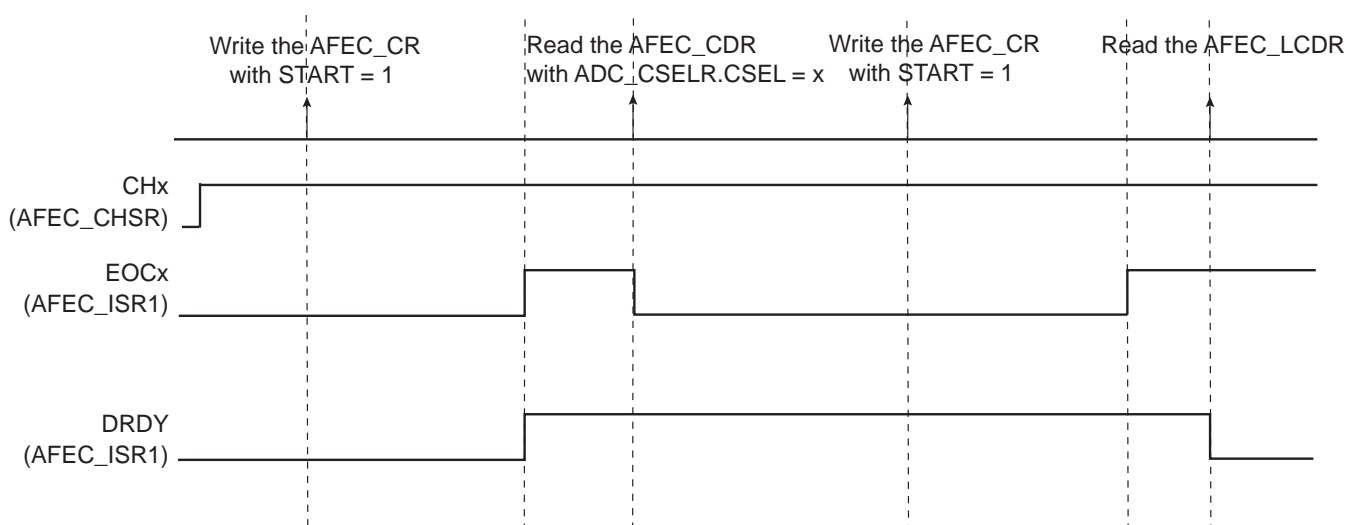 Write the AFEC_CR
with START = 1
Read the AFEC_CDR
with ADC_CSELR.CSEL = x
Write the AFEC_CR
with START = 1
Read the AFEC_LCDR
CHx
(AFEC_CHSR)
EOCx
(AFEC_ISR1)
DRDY
(AFEC_ISR1)